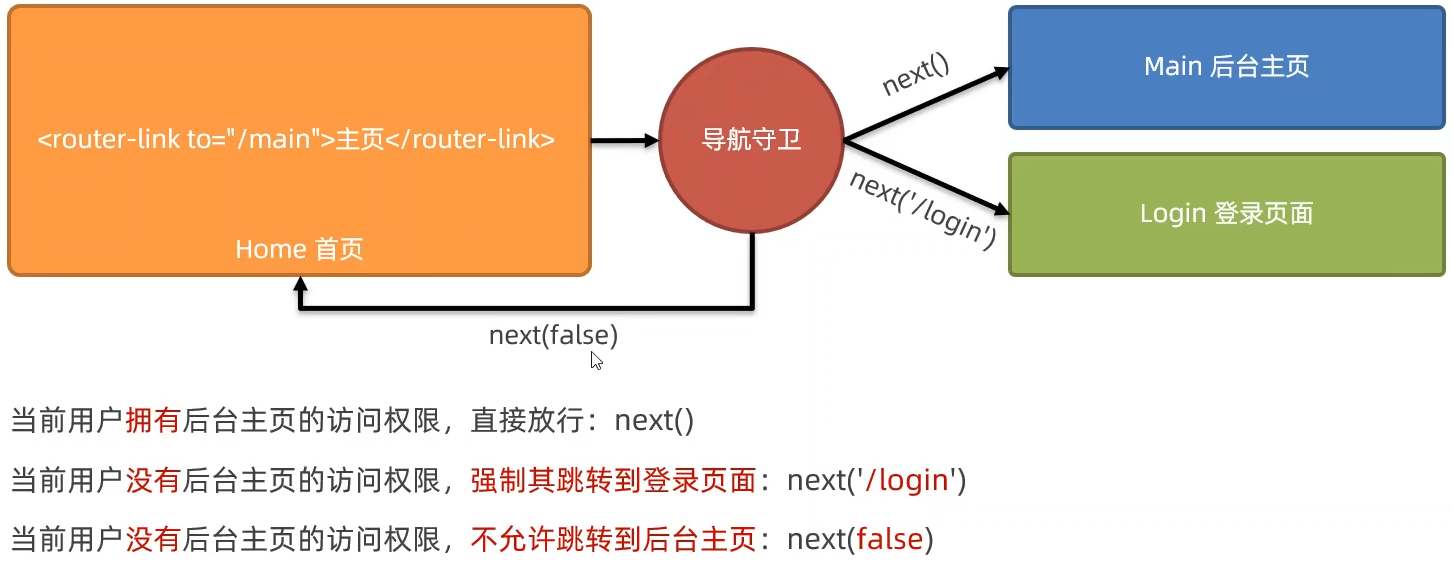 <router-link to="/main">主页</router-link>
Home 首页
导航守卫
next()
Main 后台主页
next('/login')
Login 登录页面
next(false)
当前用户拥有后台主页的访问权限，直接放行：next()
当前用户没有后台主页的访问权限，强制其跳转到登录页面：next('/login')
当前用户没有后台主页的访问权限，不允许跳转到后台主页：next(false)